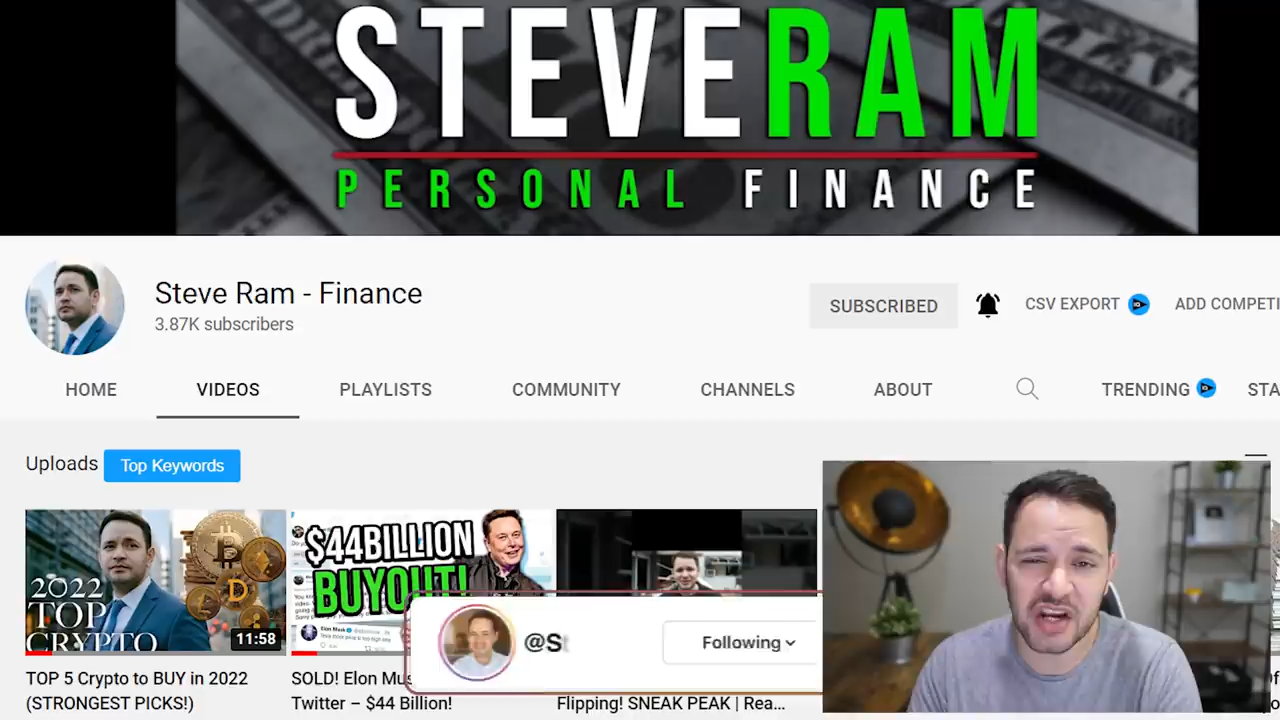 STEVERAM
PERSONAL FINANCE
Steve Ram - Finance
3.87K subscribers
SUBSCRIBED
CSV EXPORT
ADD COMPETI
HOME
VIDEOS
PLAYLISTS
COMMUNITY
CHANNELS
ABOUT
TRENDING
STA
Uploads
Top Keywords
2022
TOP
CRYPTO
11:58
$44BILLION
BUYOUT!
@St
Following
TOP 5 Crypto to BUY in 2022
(STRONGEST PICKS!)
SOLD! Elon Mus
Twitter – $44 Billion!
Flipping! SNEAK PEAK | Rea...